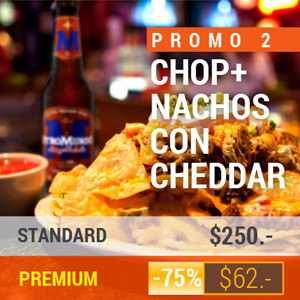 PROMO 2
CHOP+
NACHOS
CON
CHEDDAR
M
STANDARD $250.-
PREMIUM -75% $62.-